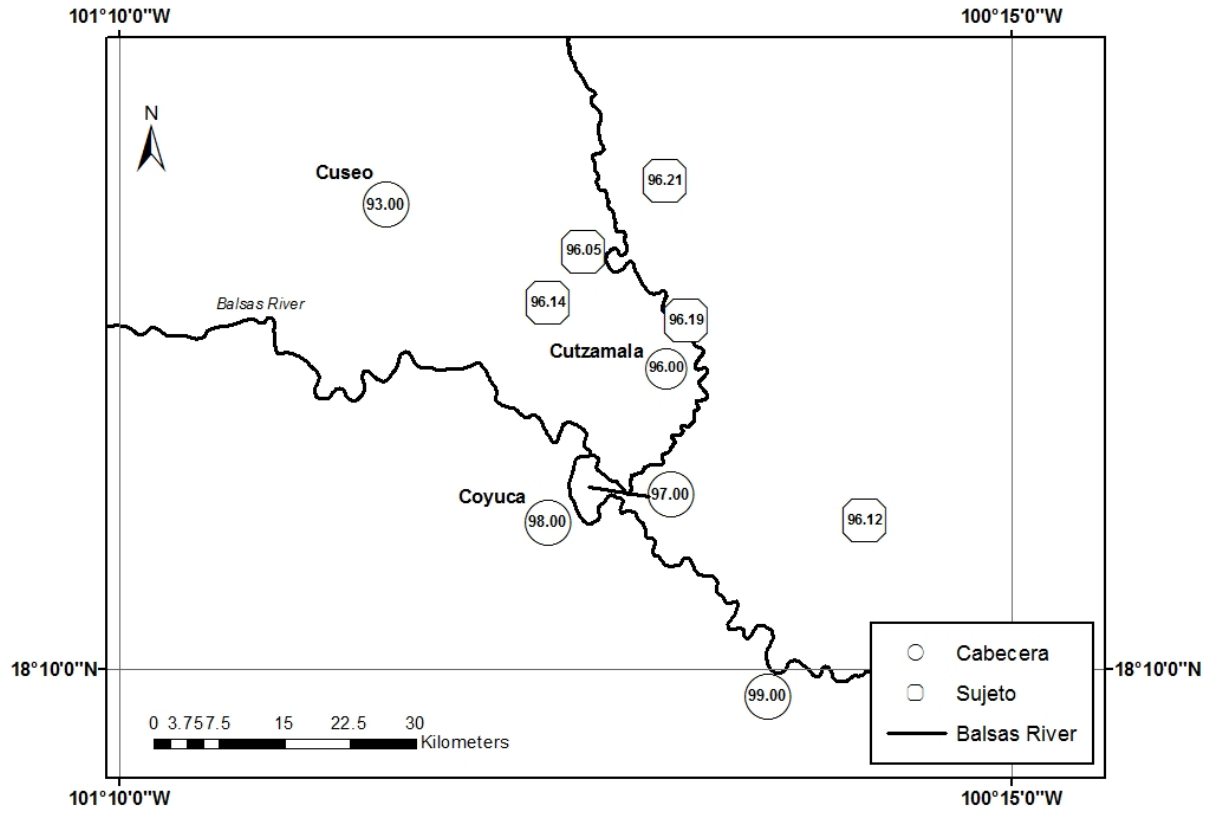 101°10'0"W 100°15'0"W
N
Cuseo
93.00
96.21
96.05
96.14
Balsas River
96.19
Cutzamala
96.00
Coyuca
97.00
98.00
96.12
18°10'0"N 18°10'0"N
99.00
Cabecera
Sujeto
Balsas River
0 3.75 7.5 15 22.5 30
Kilometers
101°10'0"W 100°15'0"W